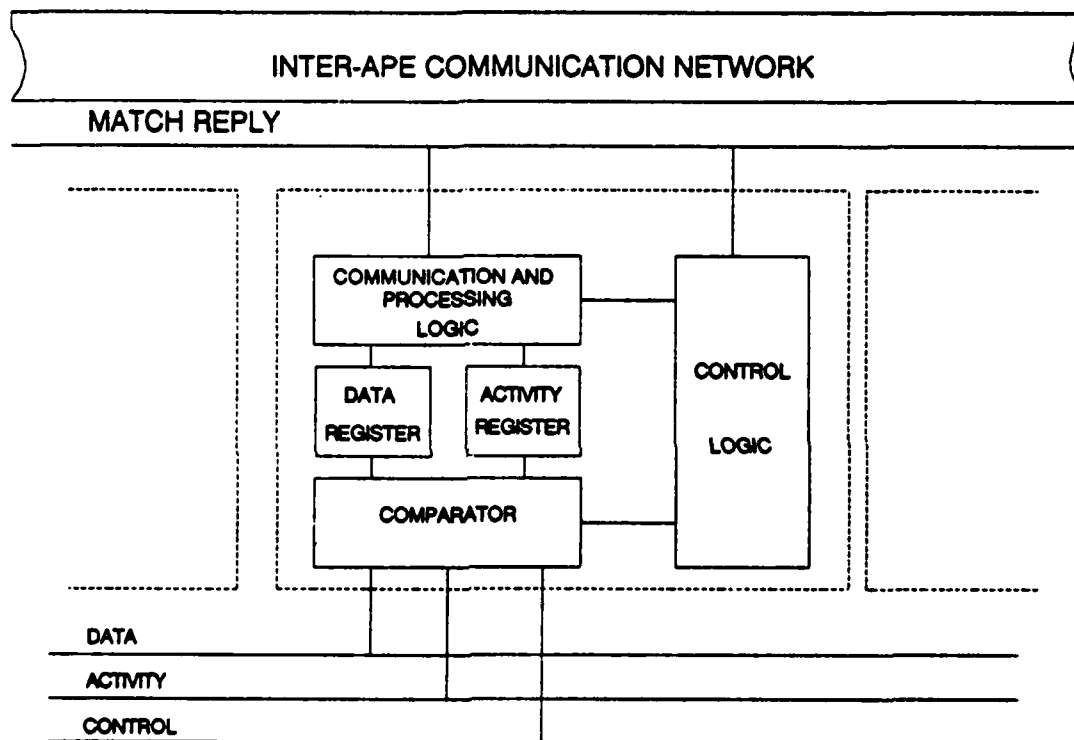 INTER-APE COMMUNICATION NETWORK
MATCH REPLY
COMMUNICATION AND
PROCESSING
LOGIC
DATA
REGISTER
ACTIVITY
REGISTER
CONTROL
LOGIC
COMPARATOR
DATA
ACTIVITY
CONTROL